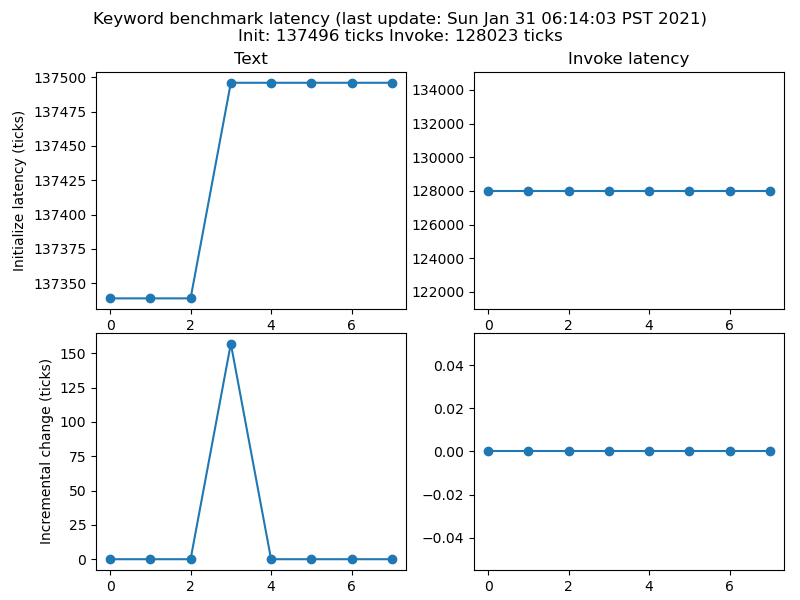 Keyword benchmark latency (last update: Sun Jan 31 06:14:03 PST 2021)
Init: 137496 ticks Invoke: 128023 ticks
Text
Initialize latency (ticks)
137500
137475
137450
137425
137400
137375
137350
0 2 4 6
Invoke latency
134000
132000
130000
128000
126000
124000
122000
0 2 4 6
Incremental change (ticks)
150
125
100
75
50
25
0
0 2 4 6
0.04
0.02
0.00
−0.02
−0.04
0 2 4 6